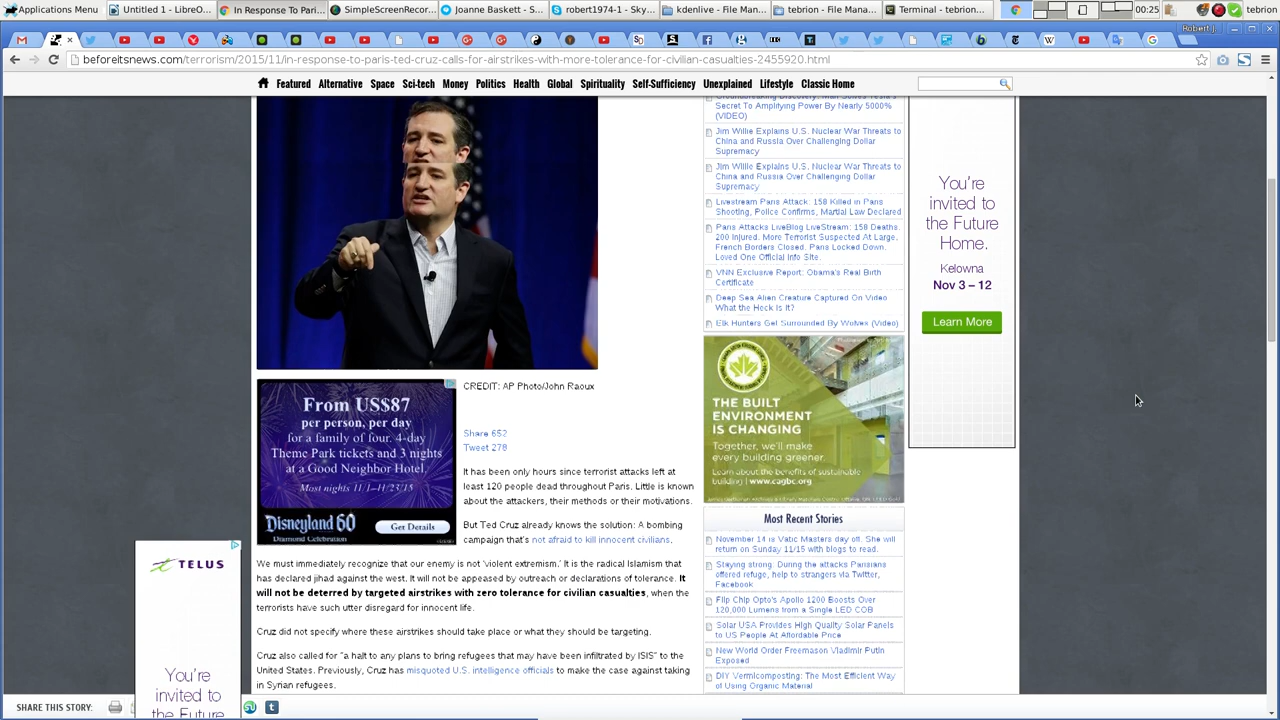 Applications Menu
Untitled 1 - LibreO...
In Response To Pari...
SimpleScreenRecor...
Joanne Baskett - S...
robert1974-1 - Sky...
kdenlive - File Man...
tebrion - File Mana...
Terminal - tebrion...
00:25
tebrion
Robert J
beforeitsnews.com/terrorism/2015/11/in-response-to-paris-ted-cruz-calls-for-airstrikes-with-more-tolerance-for-civilian-casualties-2455920.html
Featured Alternative Space Sci-tech Money Politics Health Global Spirituality Self-Sufficiency Unexplained Lifestyle Classic Home
Secret To Amplifying Power By Nearly 5000%
(VIDEO)
Jim Willie Explains U.S. Nuclear War Threats to
China and Russia Over Challenging Dollar
Supremacy
Jim Willie Explains U.S. Nuclear War Threats to
China and Russia Over Challenging Dollar
Supremacy
Livestream Paris Attack: 158 Killed in Paris
Shooting, Police Confirms, Martial Law Declared
Paris Attacks LiveBlog LiveStream: 158 Deaths.
200 Injured. More Terrorist Suspected At Large,
French Borders Closed. Paris Locked Down.
Loved One Official Info Site.
VNN Exclusive Report: Obama's Real Birth
Certificate
Deep Sea Alien Creature Captured On Video
What the Heck Is It?
Elk Hunters Get Surrounded By Wolves (Video)
You're
invited to
the Future
Home.
Kelowna
Nov 3 – 12
Learn More
CREDIT: AP Photo/John Raoux
Share 652
Tweet 278
From US$87
per person, per day
for a family of four. 4-day
Theme Park tickets and 3 nights
at a Good Neighbor Hotel.
Most nights 11/1–11/23/15
Disneyland 60
Diamond Celebration
Get Details
It has been only hours since terrorist attacks left at
least 120 people dead throughout Paris. Little is known
about the attackers, their methods or their motivations.
But Ted Cruz already knows the solution: A bombing
campaign that's not afraid to kill innocent civilians.
We must immediately recognize that our enemy is not 'violent extremism.' It is the radical Islamism that
has declared jihad against the west. It will not be appeased by outreach or declarations of tolerance. It
will not be deterred by targeted airstrikes with zero tolerance for civilian casualties, when the
terrorists have such utter disregard for innocent life.
Cruz did not specify where these airstrikes should take place or what they should be targeting.
Cruz also called for "a halt to any plans to bring refugees that may have been infiltrated by ISIS" to the
United States. Previously, Cruz has misquoted U.S. intelligence officials to make the case against taking
in Syrian refugees.
THE BUILT
ENVIRONMENT
IS CHANGING
Together, we'll make
every building greener.
Learn about the benefits of sustainable
building | www.cagbc.org
Most Recent Stories
November 14 is Vatic Masters day off. She will
return on Sunday 11/15 with blogs to read.
Staying strong. During the attacks Parisians
offered refuge, help to strangers via Twitter,
Facebook
Flip Chip Opto's Apollo 1200 Boosts Over
120,000 Lumens from a Single LED COB
Solar USA Provides High Quality Solar Panels
to US People At Affordable Price
New World Order Freemason Vladimir Putin
Exposed
DIY Vermicomposting: The Most Efficient Way
of Using Organic Material
TELUS
You're
invited to
the Future
SHARE THIS STORY: